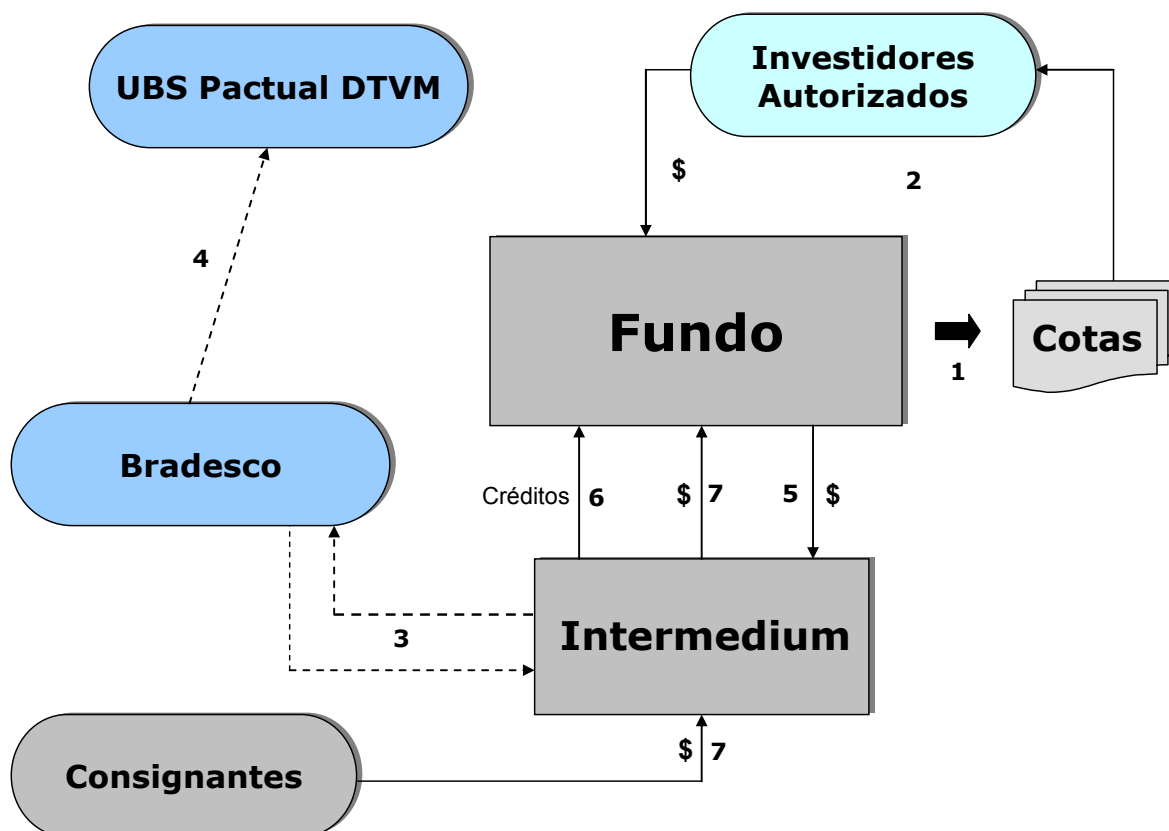 UBS Pactual DTVM
Investidores
Autorizados
$
2
4
Fundo
Cotas
1
Bradesco
Créditos 6
$ 7
5 $
3
Intermedium
$ 7
Consignantes